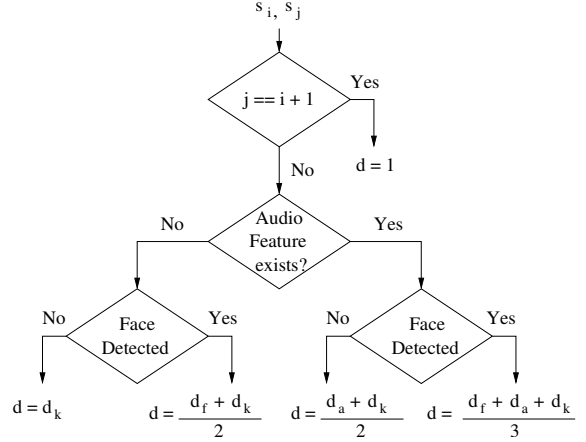 s i, s j
j == i + 1
Yes
d = 1
No
Audio
Feature
exists?
No
Yes
Face
Detected
No
Yes
Face
Detected
No
Yes
d = d k
d = (d f + d k) / 2
d = (d a + d k) / 2
d = (d f + d a + d k) / 3